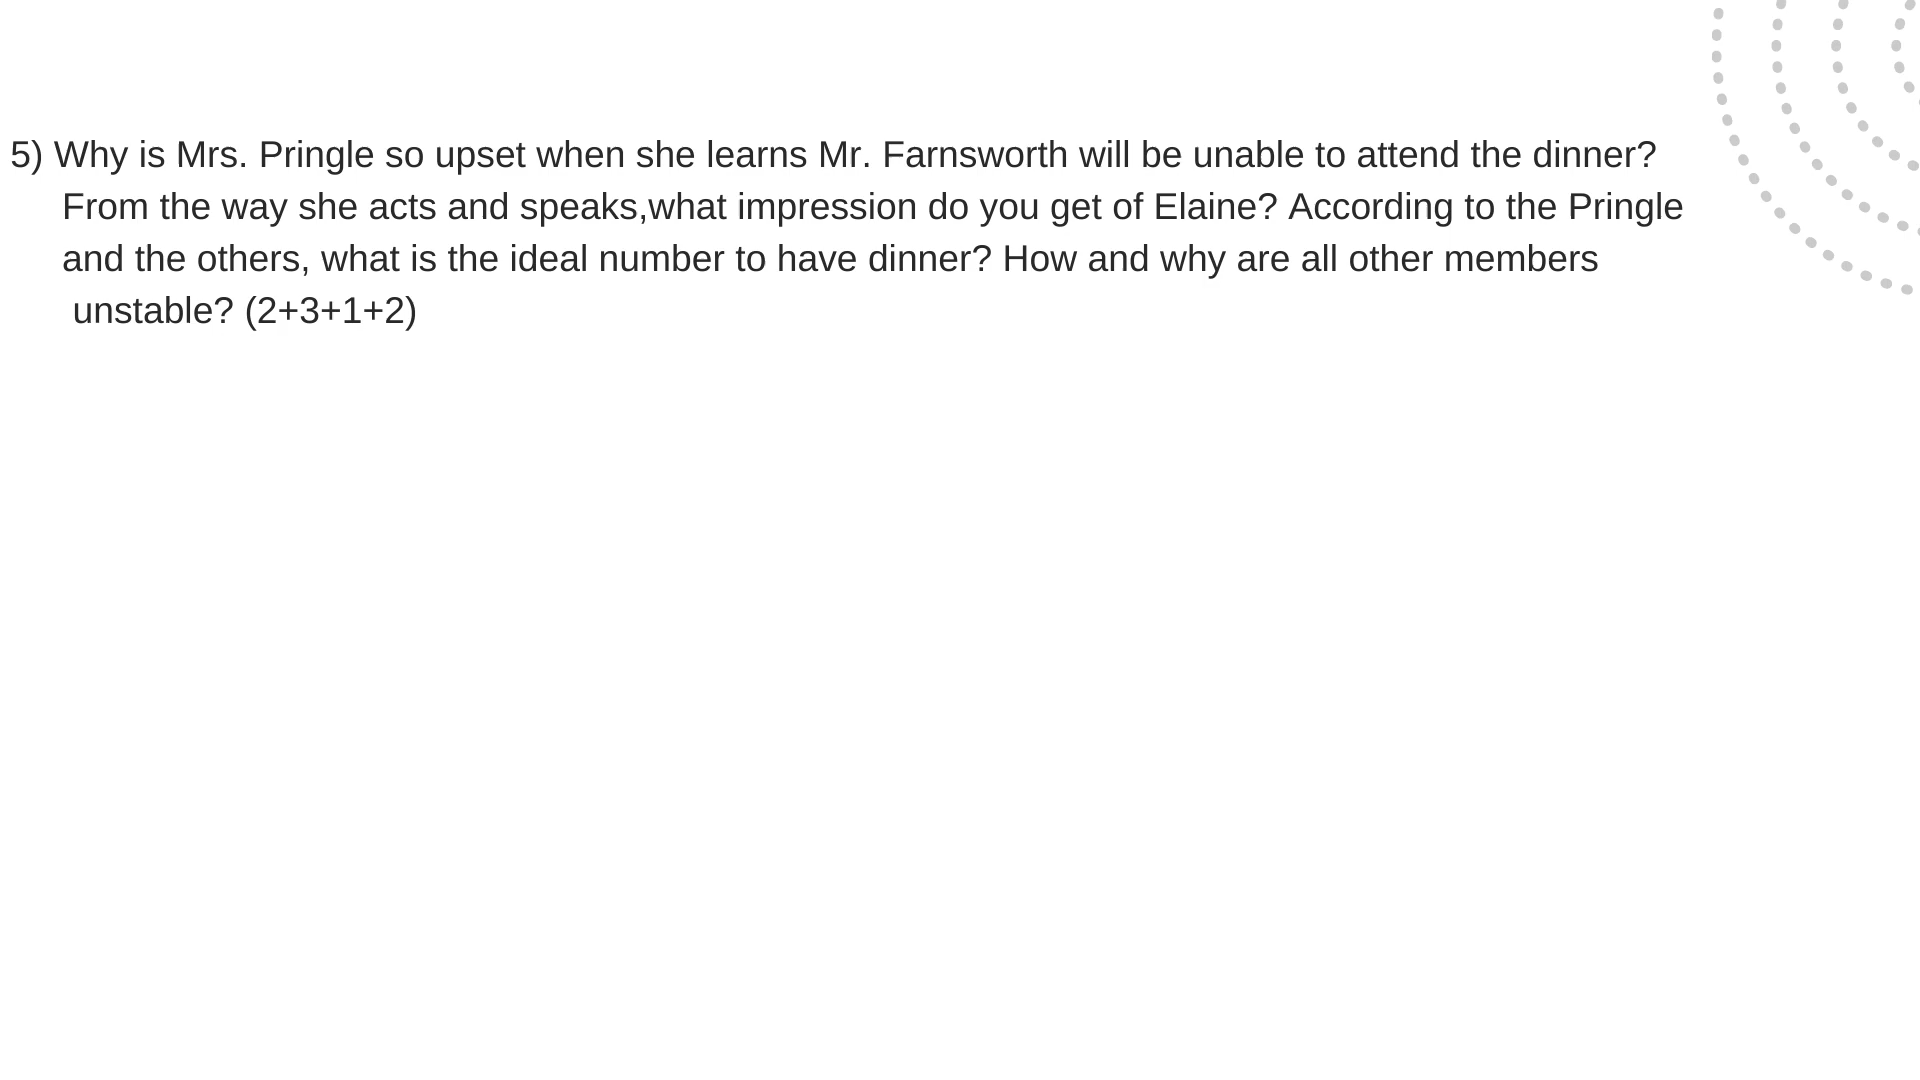 5) Why is Mrs. Pringle so upset when she learns Mr. Farnsworth will be unable to attend the dinner?
From the way she acts and speaks,what impression do you get of Elaine? According to the Pringle
and the others, what is the ideal number to have dinner? How and why are all other members
unstable? (2+3+1+2)